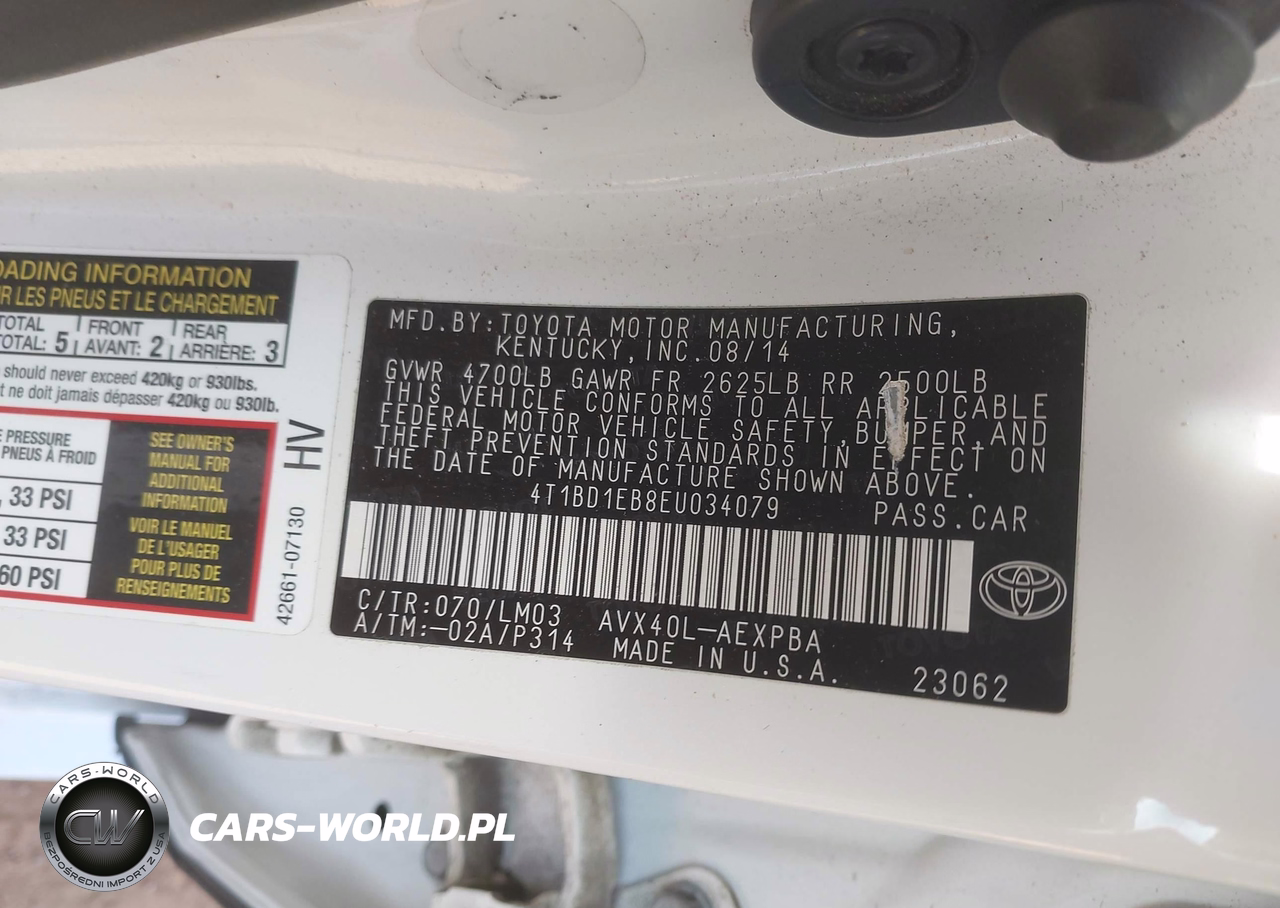 OADING INFORMATION
R LES PNEUS ET LE CHARGEMENT
TOTAL FRONT REAR
TOTAL: 5 AVANT: 2 ARRIÈRE: 3
should never exceed 420kg or 930lbs.
t ne doit jamais dépasser 420kg ou 930lb.
E PRESSURE
PNEUS À FROID
, 33 PSI
33 PSI
60 PSI
SEE OWNER'S
MANUAL FOR
ADDITIONAL
INFORMATION
VOIR LE MANUEL
DE L'USAGER
POUR PLUS DE
RENSEIGNEMENTS
42661-07130 HV
MFD.BY:TOYOTA MOTOR MANUFACTURING,
KENTUCKY,INC.08/14
GVWR 4700LB GAWR FR 2625LB RR 2500LB
THIS VEHICLE CONFORMS TO ALL APPLICABLE
FEDERAL MOTOR VEHICLE SAFETY,BUMPER,AND
THEFT PREVENTION STANDARDS IN EFFECT ON
THE DATE OF MANUFACTURE SHOWN ABOVE.
4T1BD1EB8EU034079 PASS.CAR
C/TR:070/LM03 AVX40L-AEXPBA
A/TM:-02A/P314 MADE IN U.S.A.
23062
CARS-WORLD
CW
BEZPOŚREDNI IMPORT Z USA
CARS-WORLD.PL